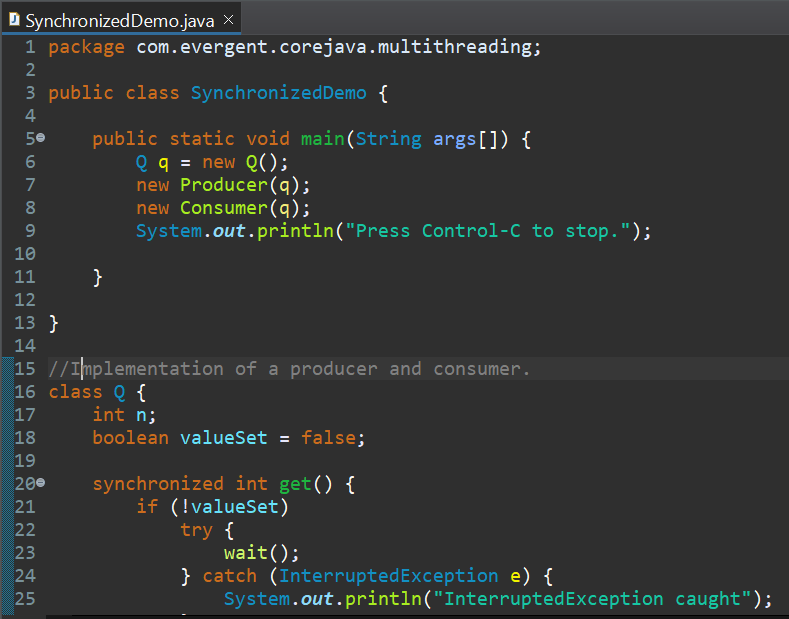 SynchronizedDemo.java
1 package com.evergent.corejava.multithreading;
2
3 public class SynchronizedDemo {
4
5     public static void main(String args[]) {
6         Q q = new Q();
7         new Producer(q);
8         new Consumer(q);
9         System.out.println("Press Control-C to stop.");
10
11     }
12
13 }
14
15 //Implementation of a producer and consumer.
16 class Q {
17     int n;
18     boolean valueSet = false;
19
20     synchronized int get() {
21         if (!valueSet)
22             try {
23                 wait();
24             } catch (InterruptedException e) {
25                 System.out.println("InterruptedException caught");